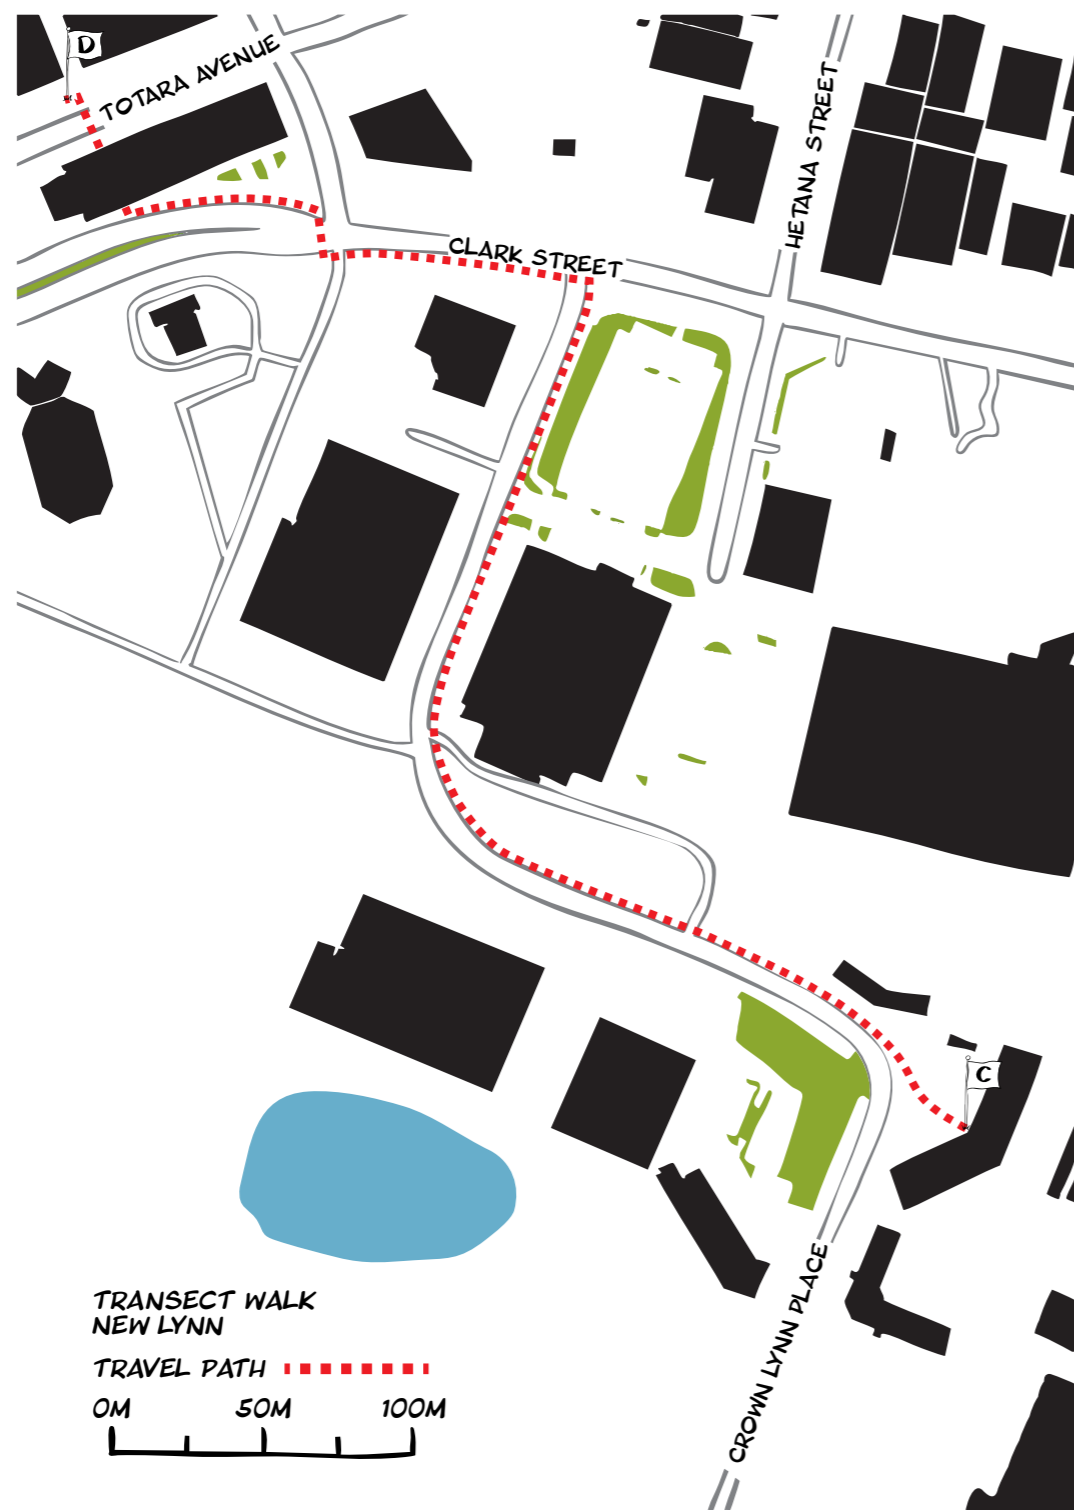 D
TOTARA AVENUE
HETANA STREET
CLARK STREET
C
CROWN LYNN PLACE
TRANSECT WALK
NEW LYNN
TRAVEL PATH
0M 50M 100M